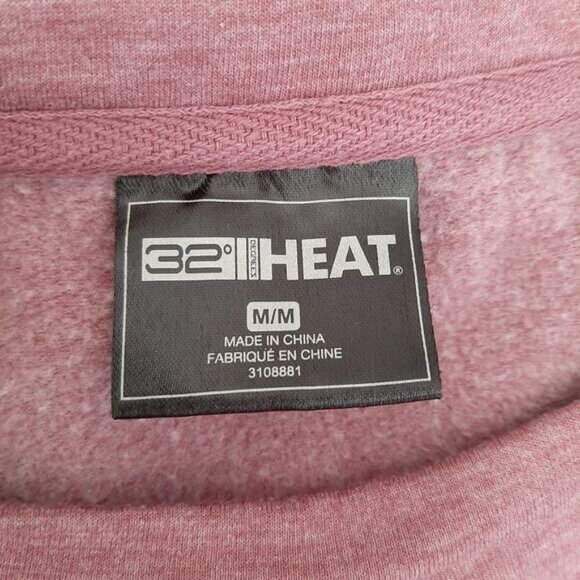 32° DEGREES HEAT®
M/M
MADE IN CHINA
FABRIQUÉ EN CHINE
3108881